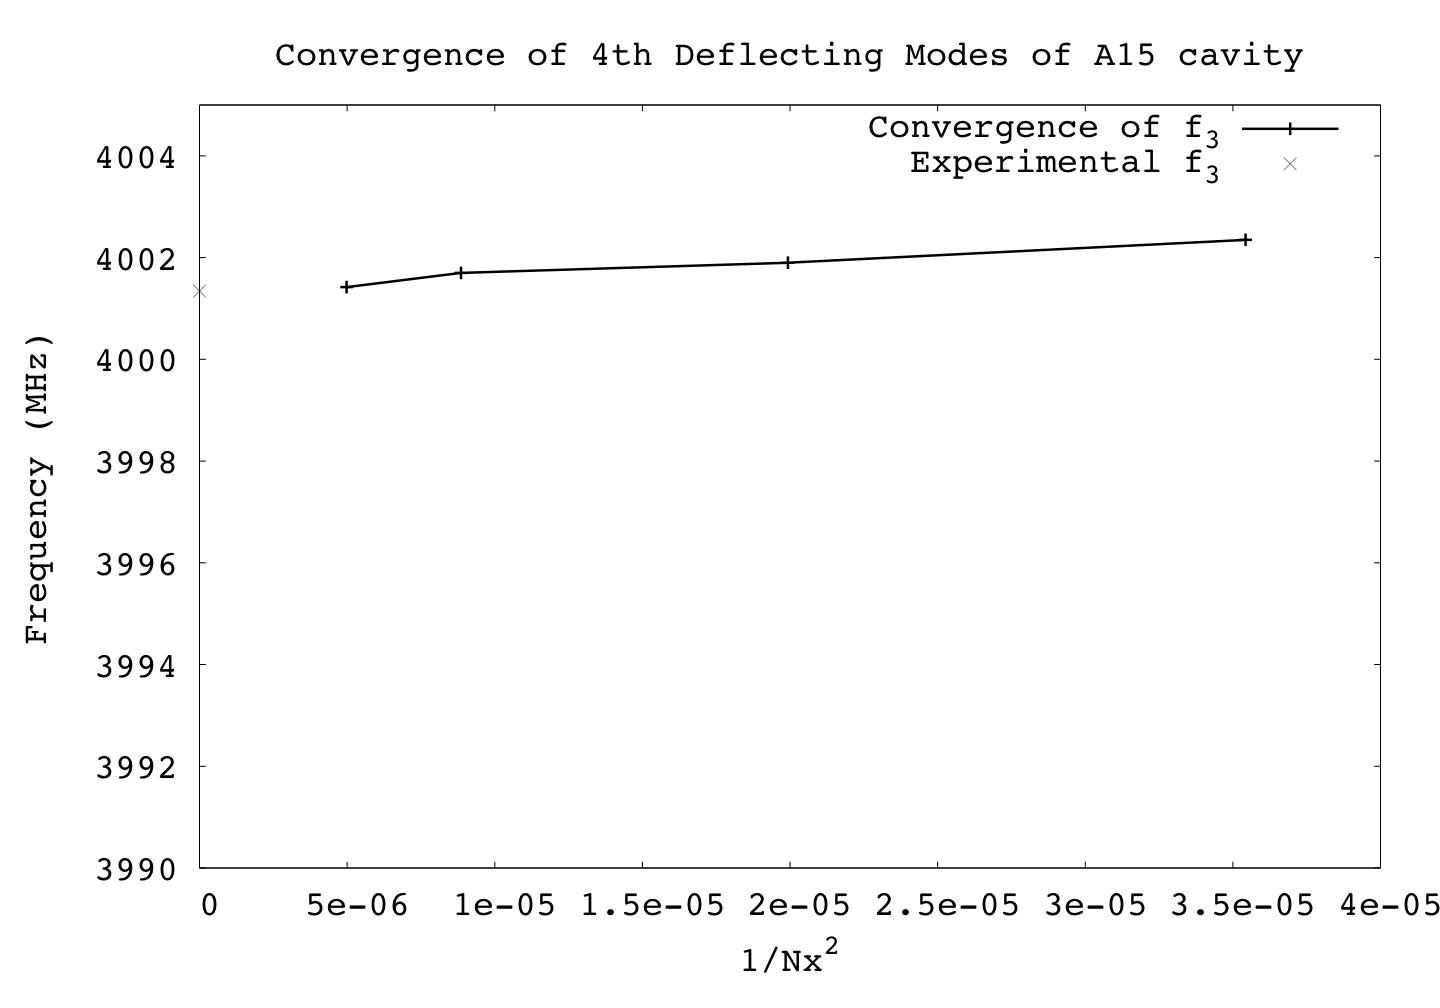 Convergence of 4th Deflecting Modes of A15 cavity
Convergence of f₃
Experimental f₃
4004
4002
4000
3998
3996
3994
3992
3990
Frequency (MHz)
0 5e-06 1e-05 1.5e-05 2e-05 2.5e-05 3e-05 3.5e-05 4e-05
1/Nx²